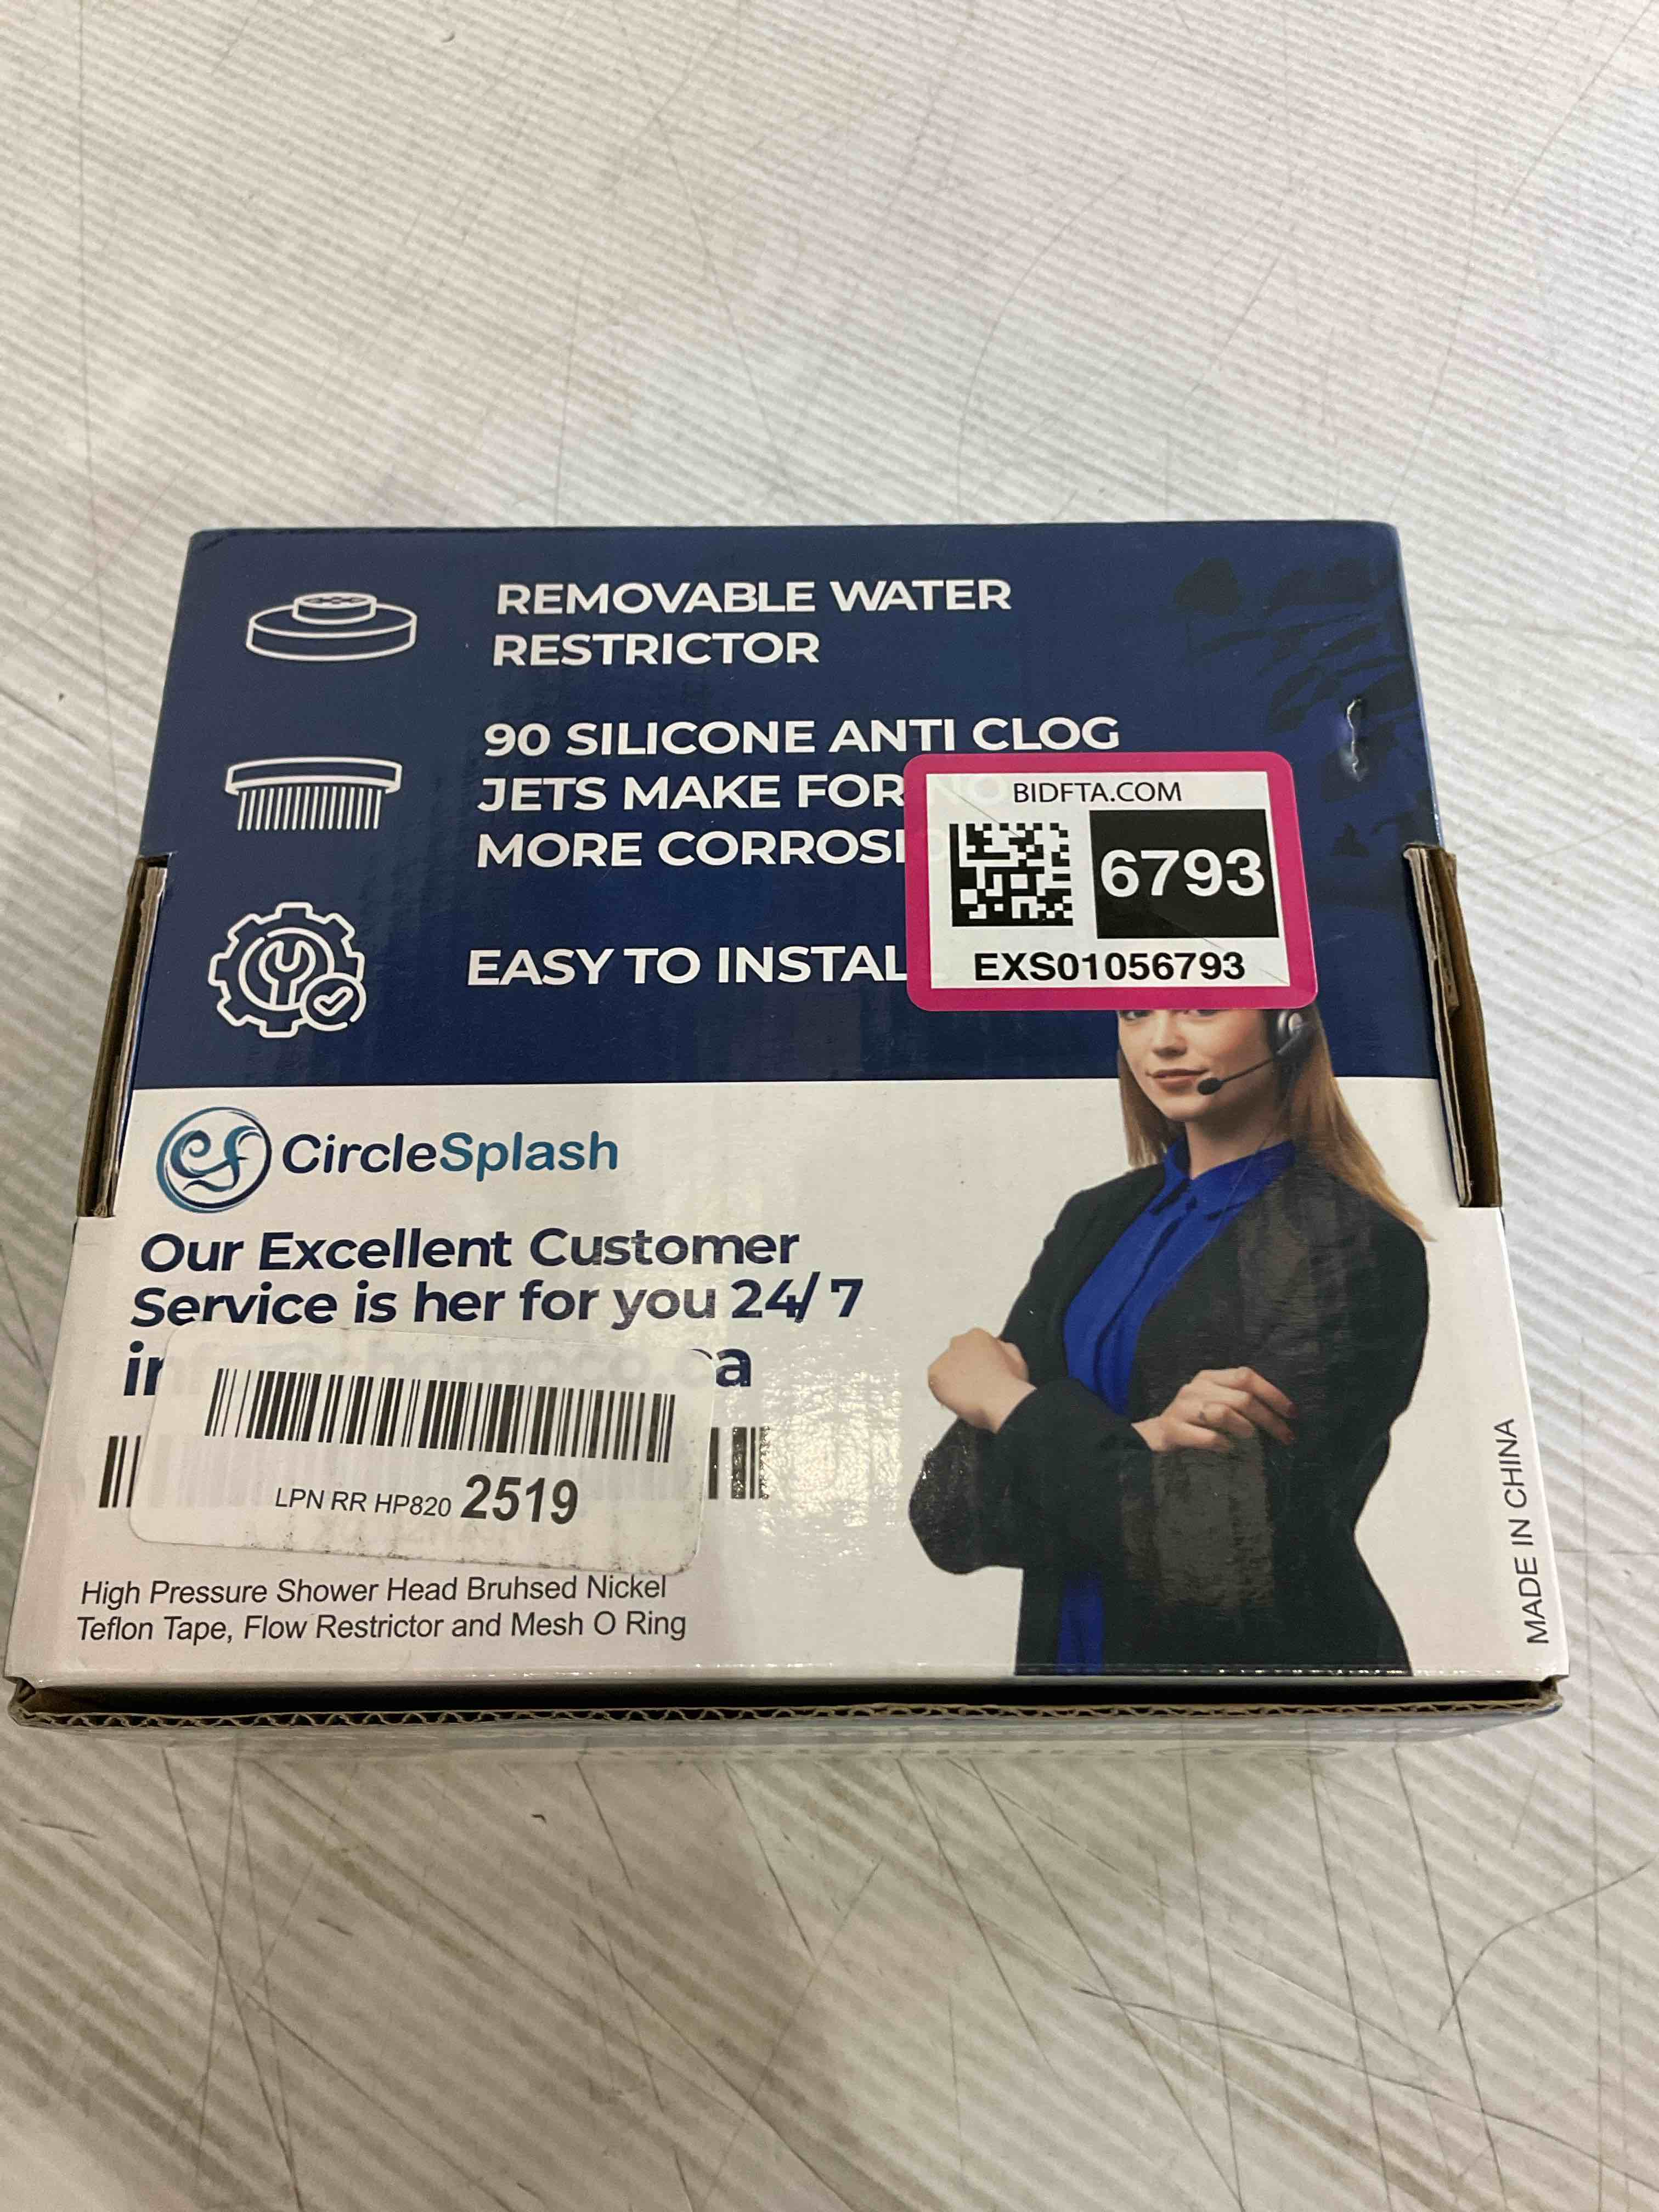 REMOVABLE WATER
RESTRICTOR
90 SILICONE ANTI CLOG
JETS MAKE FOR NO
MORE CORROSI
EASY TO INSTAL
BIDFTA.COM
6793
EXS01056793
CircleSplash
Our Excellent Customer
Service is her for you 24/7
LPN RR HP820 2519
High Pressure Shower Head Bruhsed Nickel
Teflon Tape, Flow Restrictor and Mesh O Ring
MADE IN CHINA